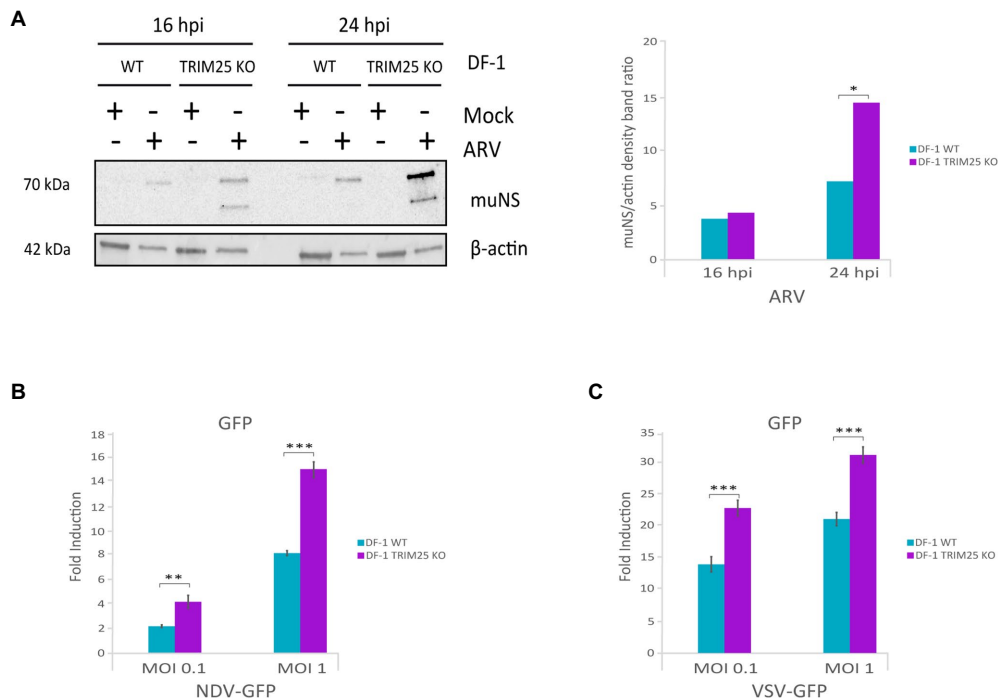 A
16 hpi
24 hpi
WT
TRIM25 KO
WT
TRIM25 KO
DF-1
+ - + - + - + -
Mock
- + - + - + - +
ARV
70 kDa
muNS
42 kDa
β-actin
muNS/actin density band ratio
20
15
10
5
0
*
16 hpi
24 hpi
ARV
DF-1 WT
DF-1 TRIM25 KO
B
GFP
Fold Induction
18
16
14
12
10
8
6
4
2
0
**
***
MOI 0.1
MOI 1
NDV-GFP
DF-1 WT
DF-1 TRIM25 KO
C
GFP
Fold Induction
35
30
25
20
15
10
5
0
***
***
MOI 0.1
MOI 1
VSV-GFP
DF-1 WT
DF-1 TRIM25 KO